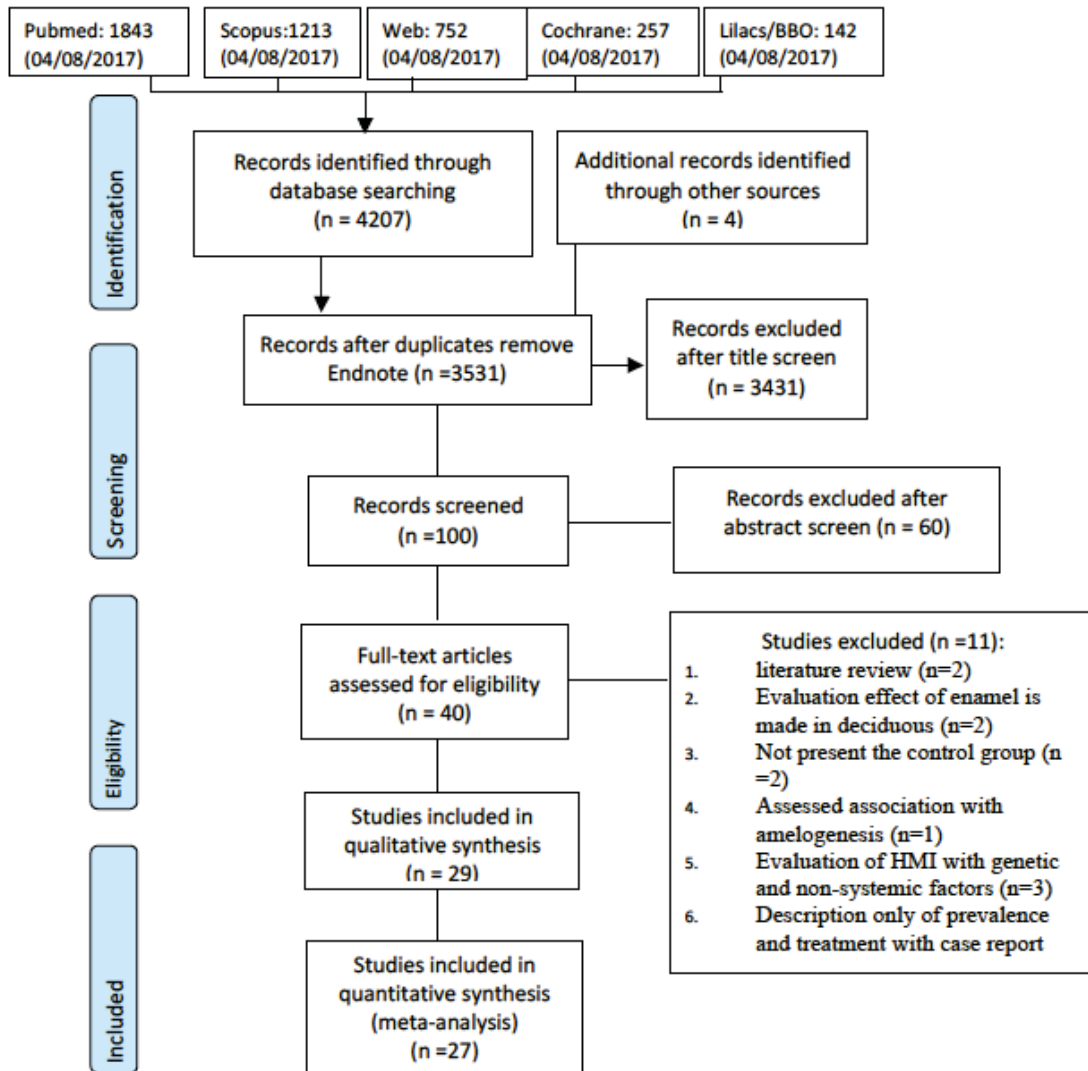 Pubmed: 1843
(04/08/2017)
Scopus:1213
(04/08/2017)
Web: 752
(04/08/2017)
Cochrane: 257
(04/08/2017)
Lilacs/BBO: 142
(04/08/2017)
Identification
Records identified through
database searching
(n = 4207)
Additional records identified
through other sources
(n = 4)
Records after duplicates remove
Endnote (n =3531)
Records excluded
after title screen
(n = 3431)
Screening
Records screened
(n =100)
Records excluded after
abstract screen (n = 60)
Eligibility
Full-text articles
assessed for eligibility
(n = 40)
Studies excluded (n =11):
1. literature review (n=2)
2. Evaluation effect of enamel is
made in deciduous (n=2)
3. Not present the control group (n
=2)
4. Assessed association with
amelogenesis (n=1)
5. Evaluation of HMI with genetic
and non-systemic factors (n=3)
6. Description only of prevalence
and treatment with case report
Studies included in
qualitative synthesis
(n = 29)
Included
Studies included in
quantitative synthesis
(meta-analysis)
(n =27)